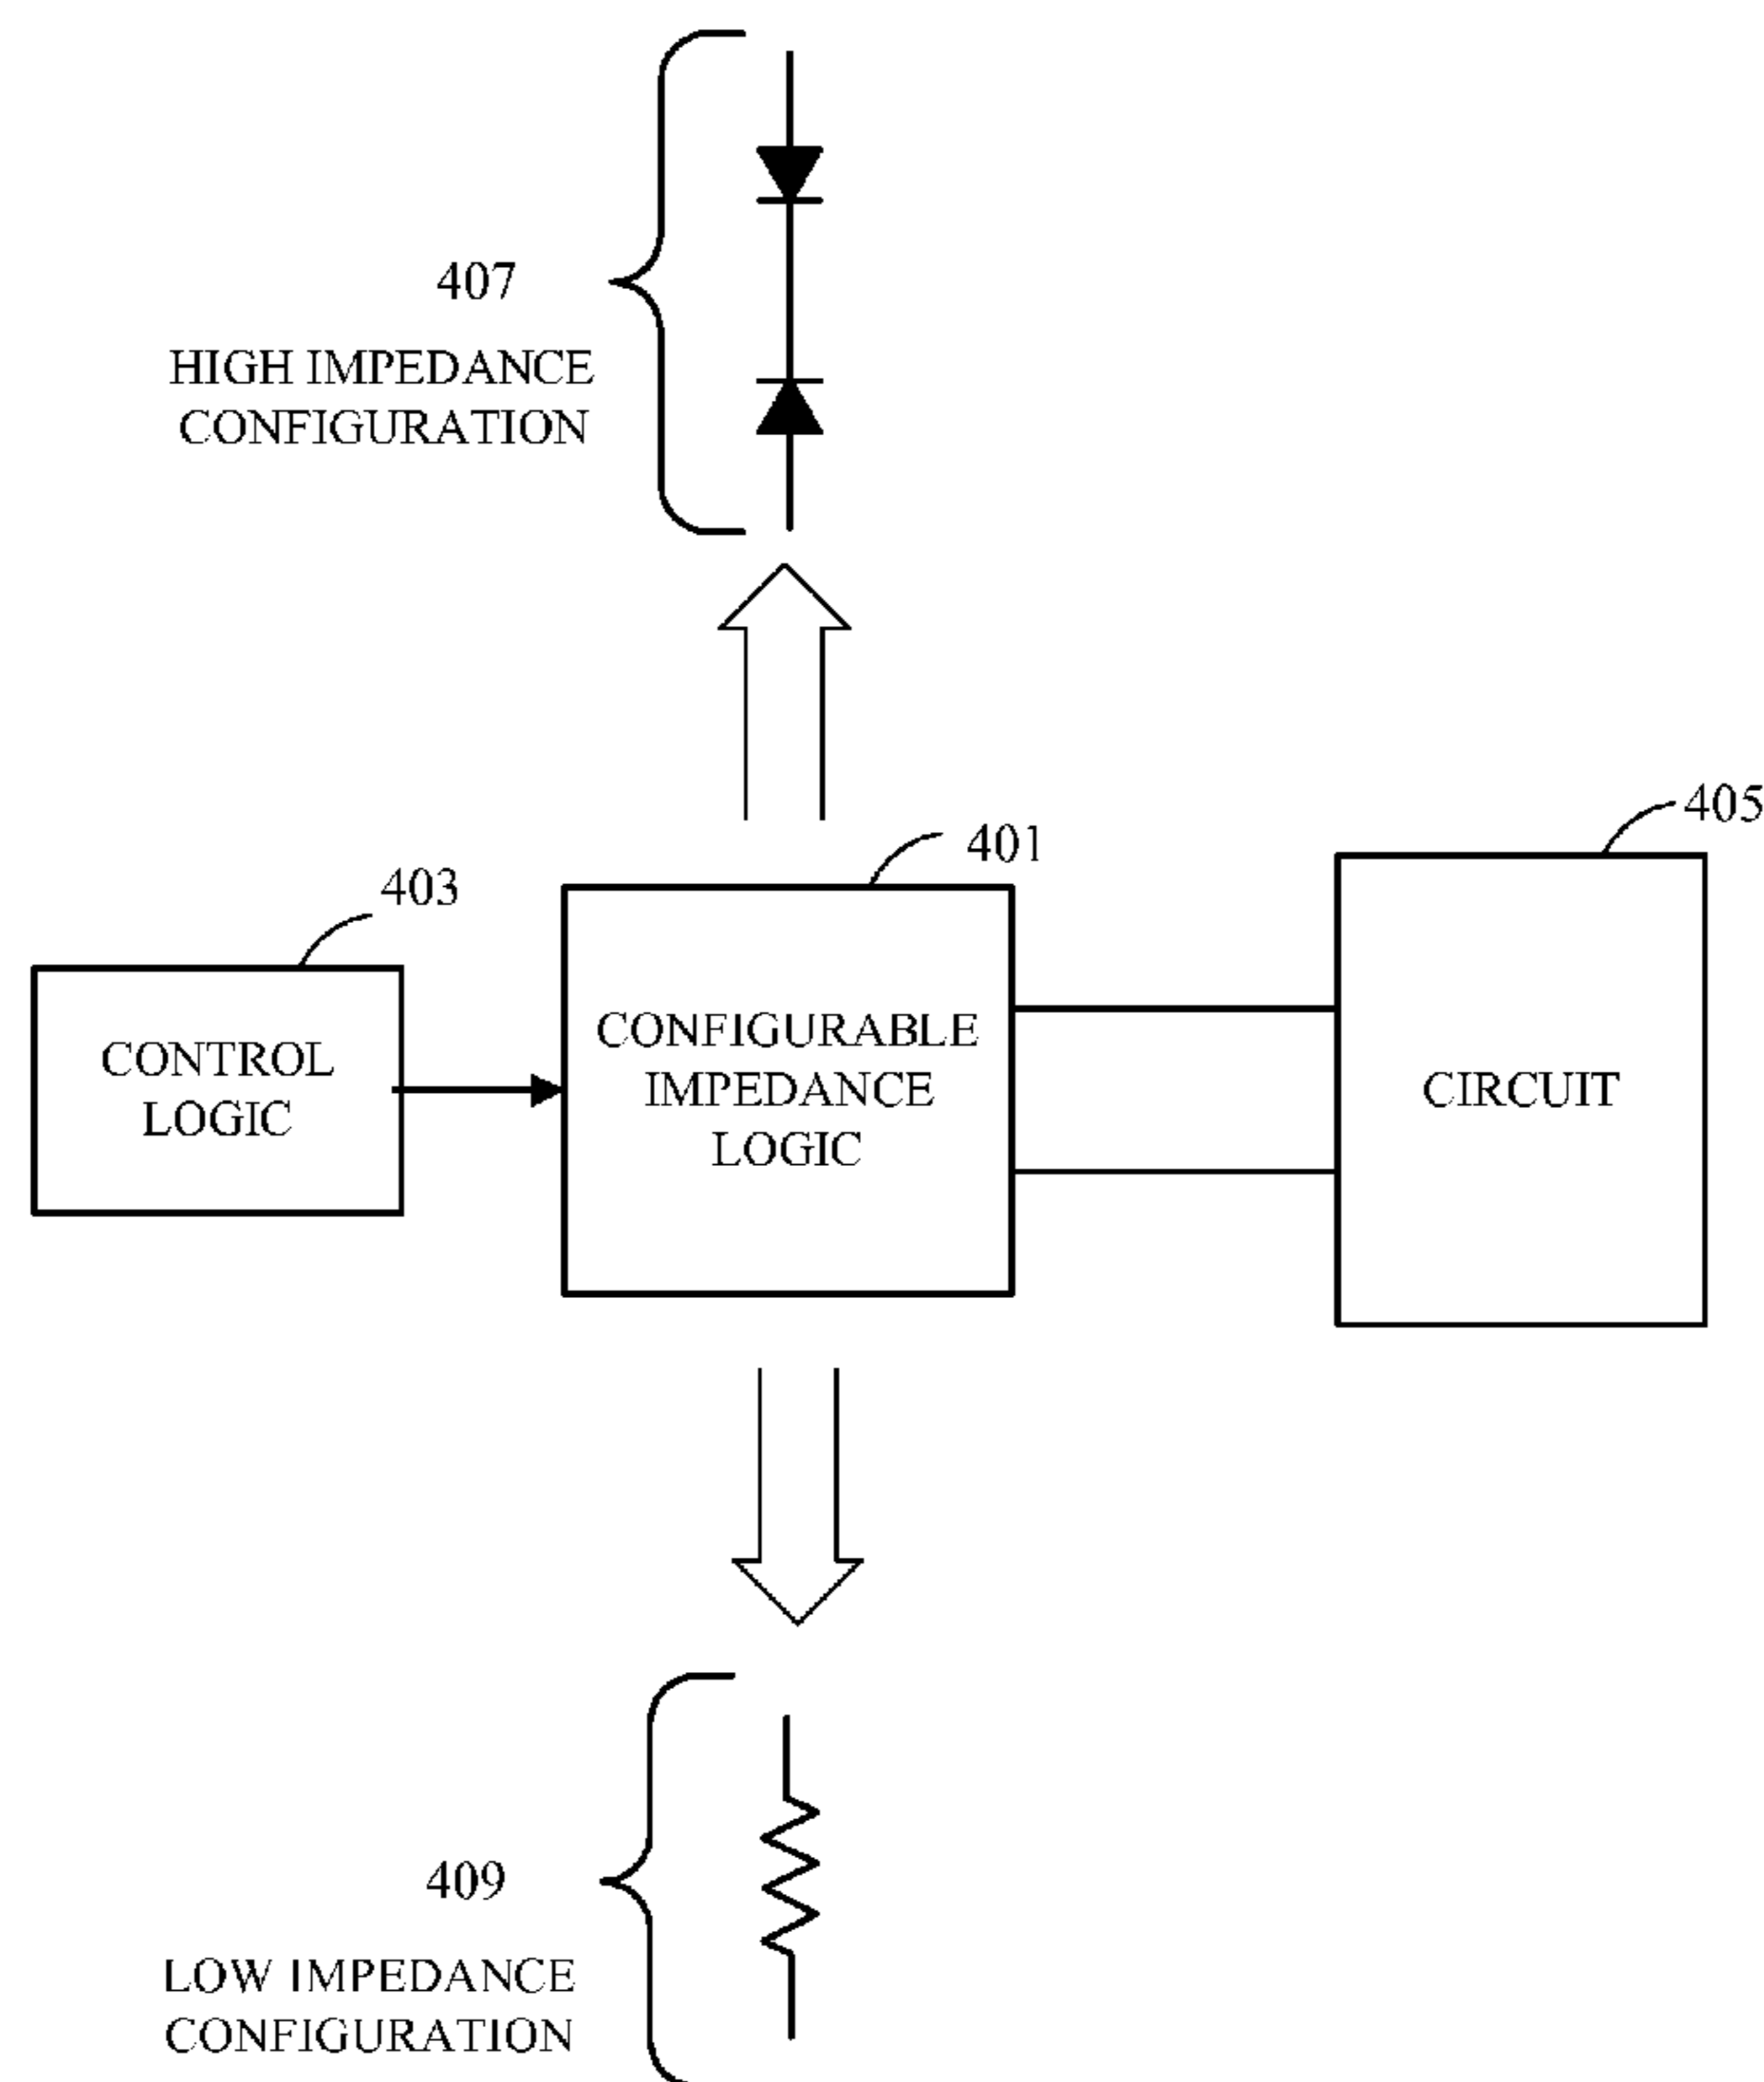 407
HIGH IMPEDANCE
CONFIGURATION
405
401
403
CONTROL
LOGIC
CONFIGURABLE
IMPEDANCE
LOGIC
CIRCUIT
409
LOW IMPEDANCE
CONFIGURATION